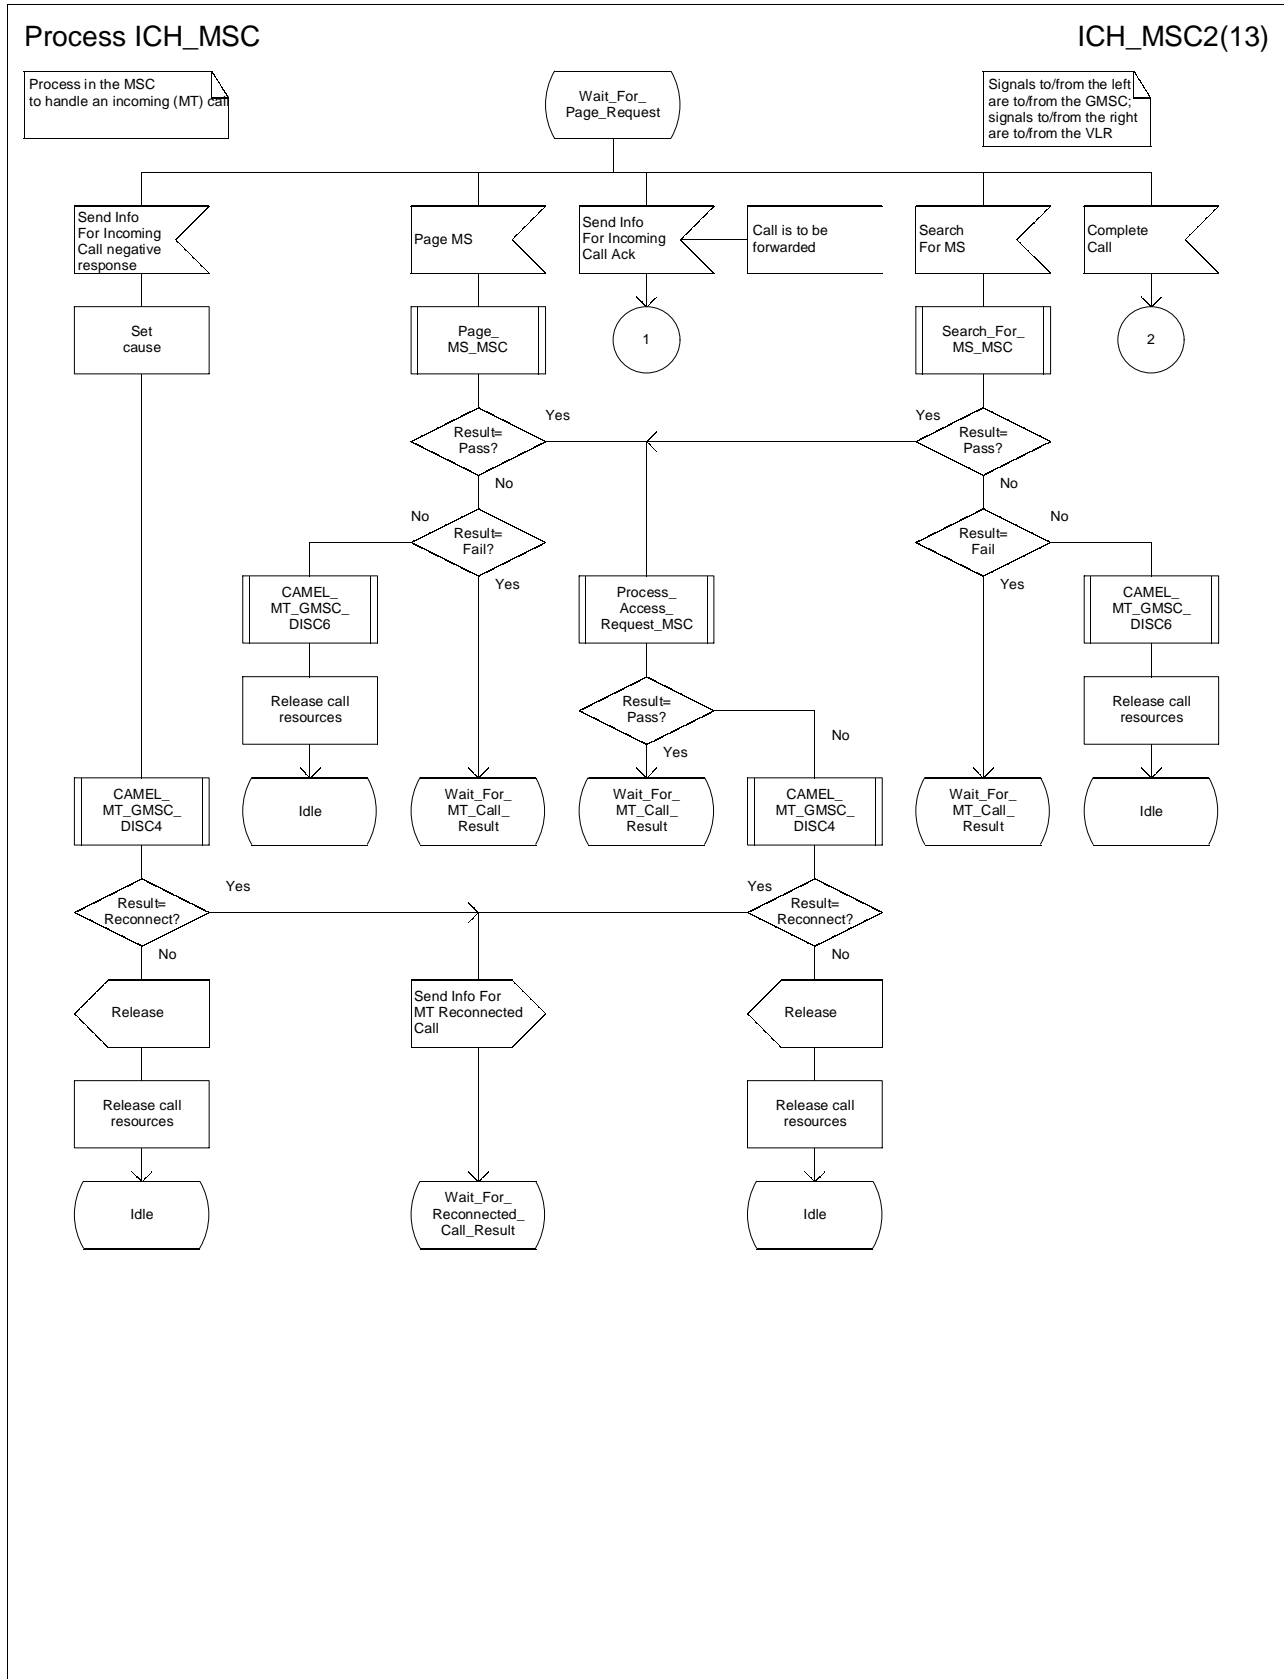 Process ICH_MSC
ICH_MSC2(13)
Process in the MSC
to handle an incoming (MT) call
Wait_For_
Page_Request
Signals to/from the left
are to/from the GMSC;
signals to/from the right
are to/from the VLR
Send Info
For Incoming
Call negative
response
Page MS
Send Info
For Incoming
Call Ack
Call is to be
forwarded
Search
For MS
Complete
Call
Set
cause
Page_
MS_MSC
1
Search_For_
MS_MSC
2
Result=
Pass?
Yes
No
Yes
Result=
Pass?
No
No
Result=
Fail?
Yes
Result=
Fail
No
Yes
CAMEL_
MT_GMSC_
DISC6
Process_
Access_
Request_MSC
CAMEL_
MT_GMSC_
DISC6
Release call
resources
Result=
Pass?
No
Yes
Release call
resources
CAMEL_
MT_GMSC_
DISC4
Idle
Wait_For_
MT_Call_
Result
Wait_For_
MT_Call_
Result
CAMEL_
MT_GMSC_
DISC4
Wait_For_
MT_Call_
Result
Idle
Result=
Reconnect?
Yes
No
Yes
Result=
Reconnect?
No
Release
Send Info For
MT Reconnected
Call
Release
Release call
resources
Release call
resources
Idle
Wait_For_
Reconnected_
Call_Result
Idle